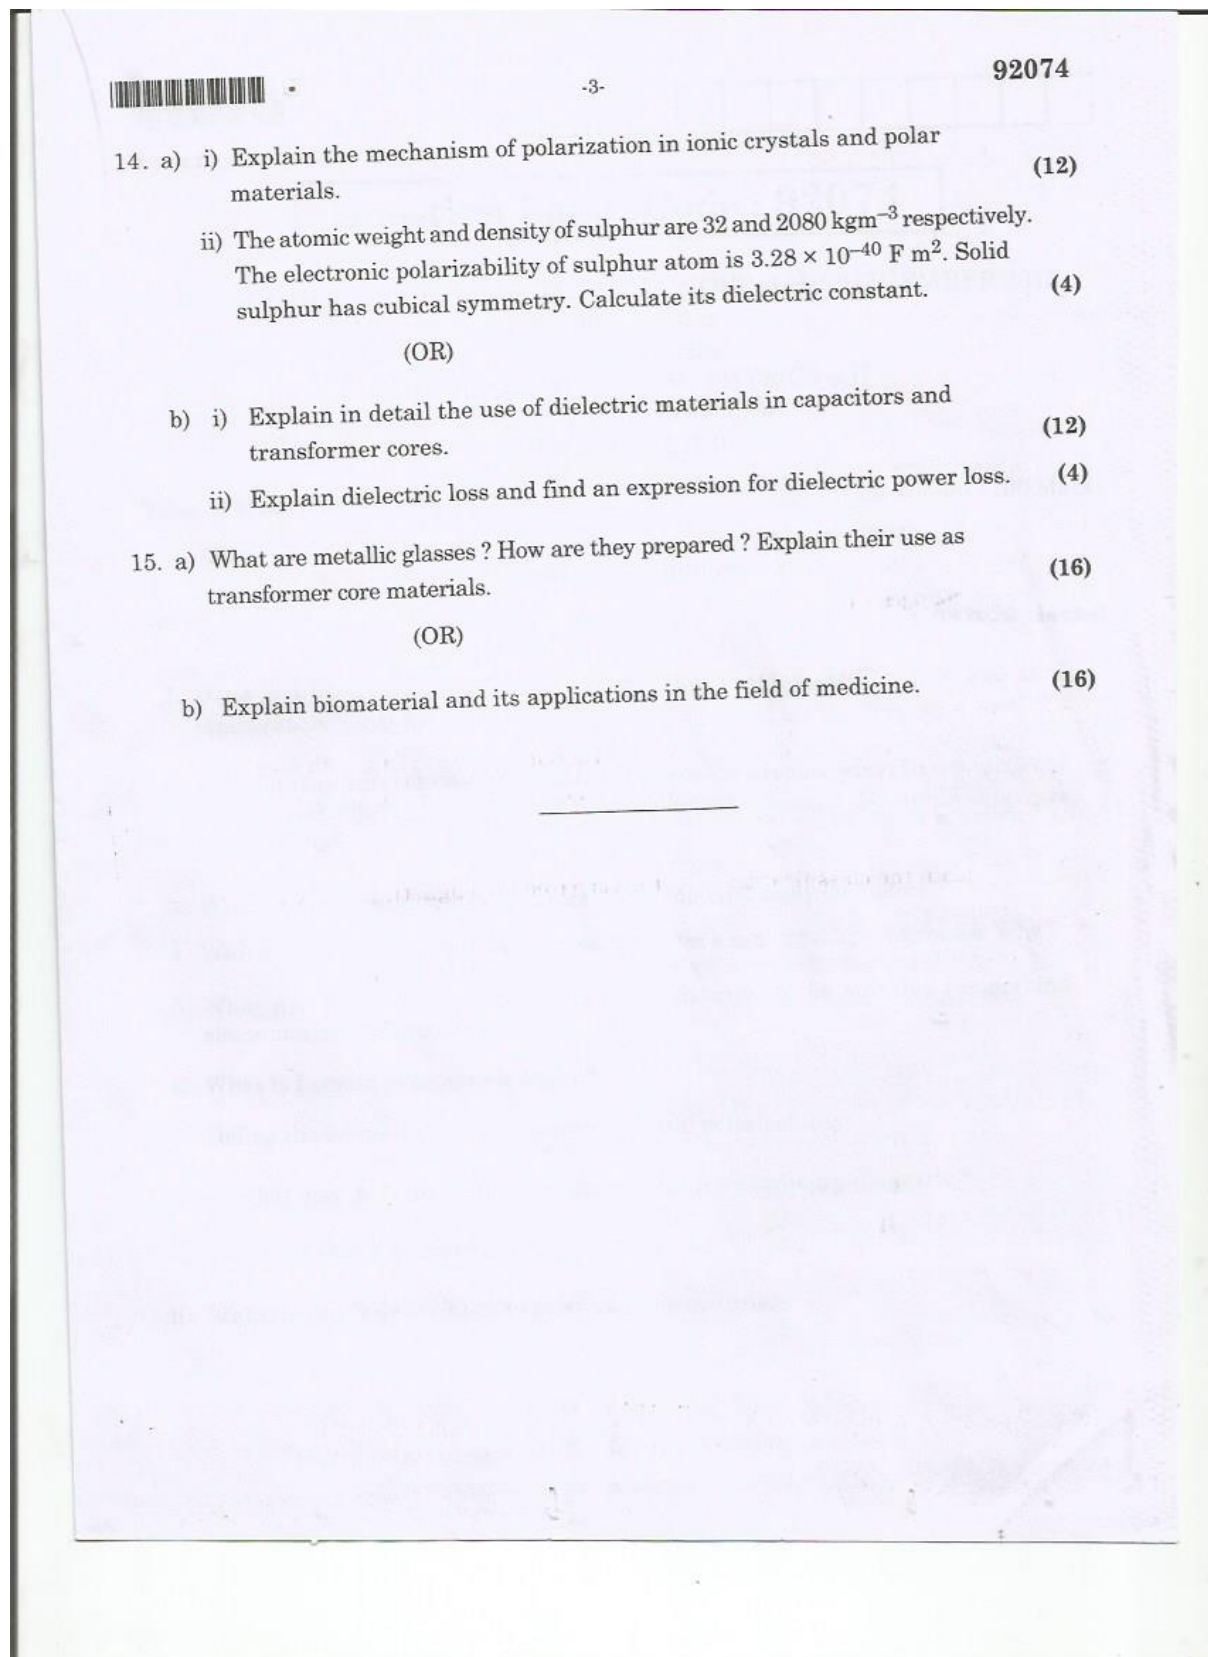 92074
-3-
14. a) i) Explain the mechanism of polarization in ionic crystals and polar
materials. (12)
ii) The atomic weight and density of sulphur are 32 and 2080 kgm⁻³ respectively.
The electronic polarizability of sulphur atom is 3.28 × 10⁻⁴⁰ F m². Solid
sulphur has cubical symmetry. Calculate its dielectric constant. (4)
(OR)
b) i) Explain in detail the use of dielectric materials in capacitors and
transformer cores. (12)
ii) Explain dielectric loss and find an expression for dielectric power loss. (4)
15. a) What are metallic glasses ? How are they prepared ? Explain their use as
transformer core materials. (16)
(OR)
b) Explain biomaterial and its applications in the field of medicine. (16)